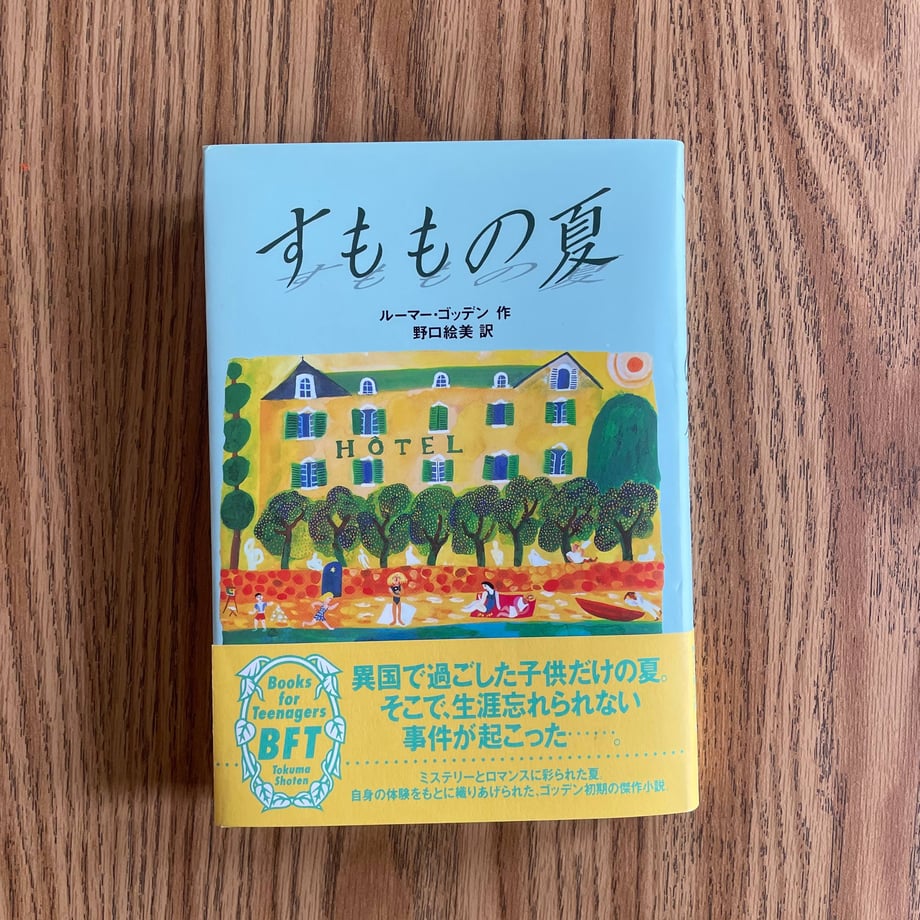 すももの夏
ルーマー・ゴッデン 作
野口絵美 訳
HÔTEL
Books
for
Teenagers
BFT
Tokuma
Shoten
異国で過ごした子供だけの夏。
そこで、生涯忘れられない
事件が起こった……。
ミステリーとロマンスに彩られた夏。
自身の体験をもとに織りあげられた、ゴッデン初期の傑作小説。